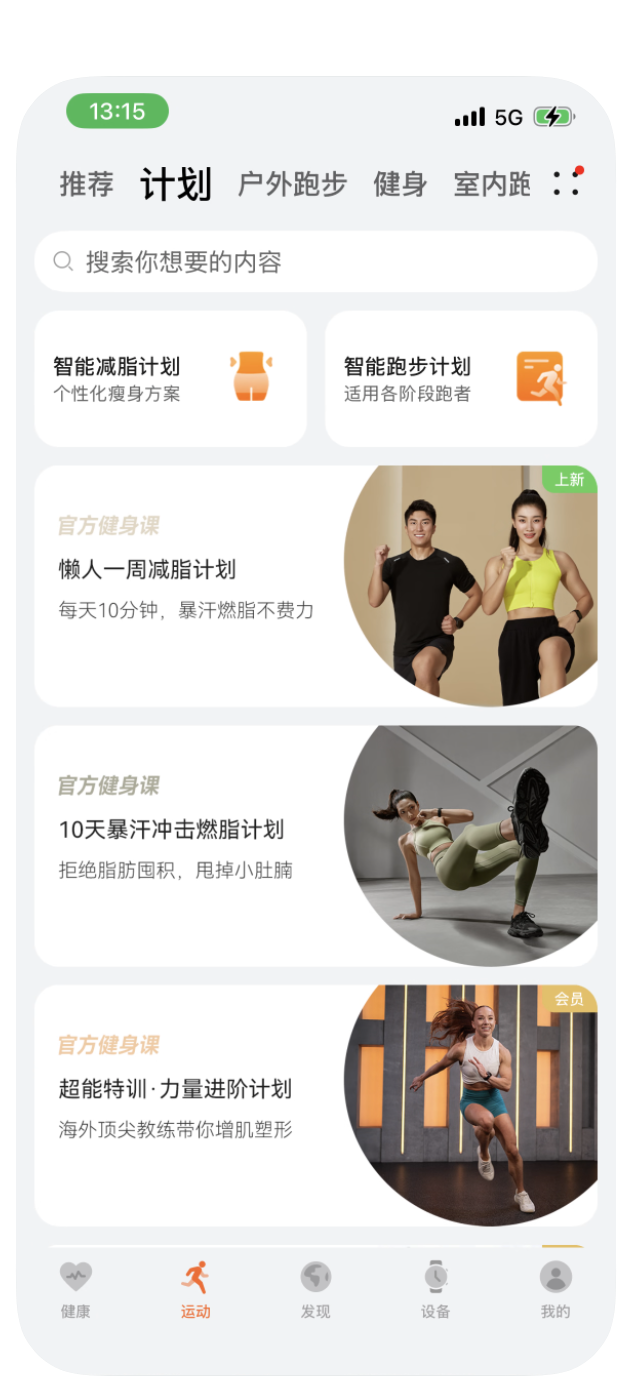 13:15
5G
推荐 计划 户外跑步 健身 室内跑
搜索你想要的内容
智能减脂计划
个性化瘦身方案
智能跑步计划
适用各阶段跑者
上新
官方健身课
懒人一周减脂计划
每天10分钟，暴汗燃脂不费力
官方健身课
10天暴汗冲击燃脂计划
拒绝脂肪囤积，甩掉小肚腩
会员
官方健身课
超能特训·力量进阶计划
海外顶尖教练带你增肌塑形
健康 运动 发现 设备 我的